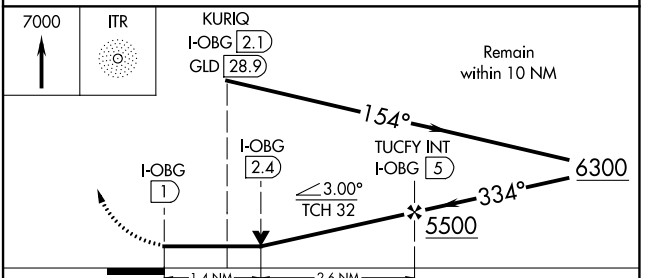 7000
ITR
KURIQ
I-OBG 2.1
GLD 28.9
Remain
within 10 NM
154°
I-OBG
1
I-OBG
2.4
3.00°
TCH 32
TUCFY INT
I-OBG 5
334°
6300
5500
1.4 NM
2.6 NM